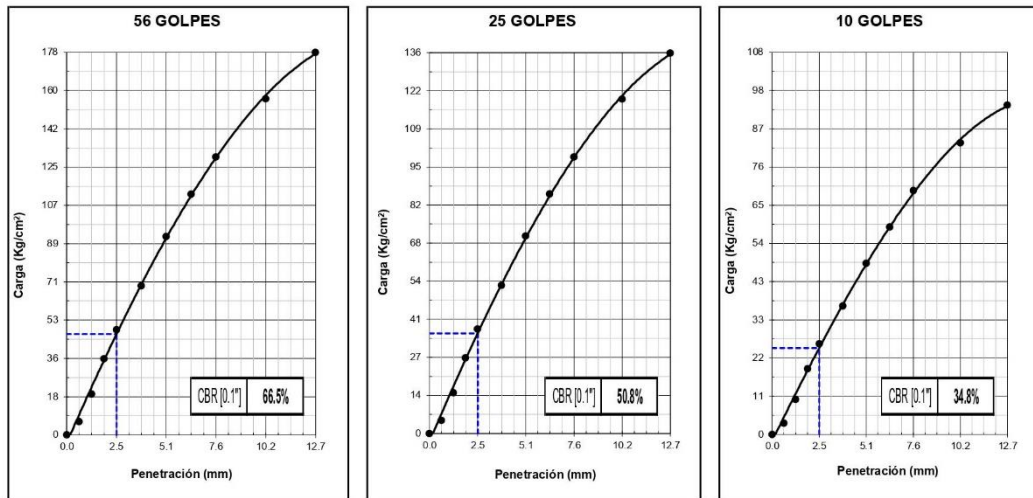 56 GOLPES
178
160
142
125
107
89
71
53
36
18
0
Carga (Kg/cm²)
CBR [0.1"] 66.5%
0.0 2.5 5.1 7.6 10.2 12.7
Penetración (mm)
25 GOLPES
136
122
109
95
82
68
54
41
27
14
0
Carga (Kg/cm²)
CBR [0.1"] 50.8%
0.0 2.5 5.1 7.6 10.2 12.7
Penetración (mm)
10 GOLPES
108
98
87
76
65
54
43
33
22
11
0
Carga (Kg/cm²)
CBR [0.1"] 34.8%
0.0 2.5 5.1 7.6 10.2 12.7
Penetración (mm)